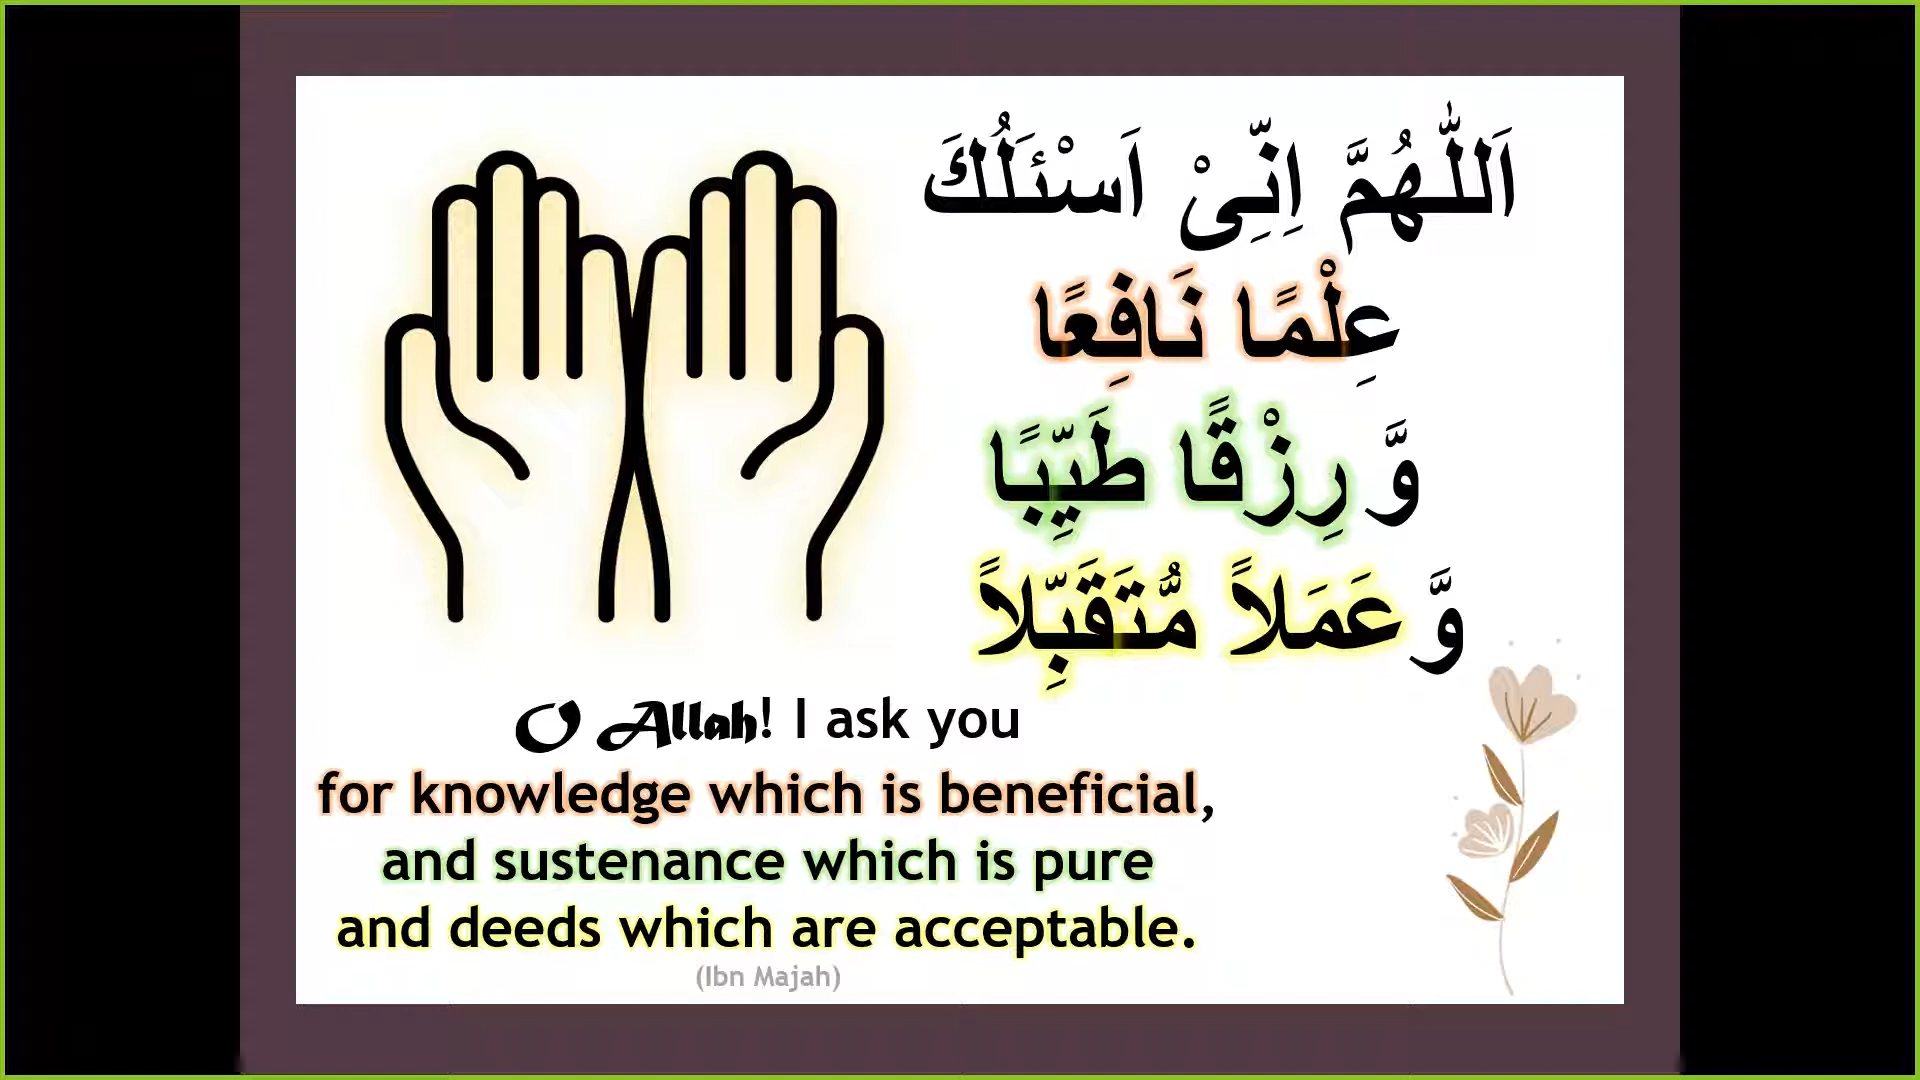 اَللّٰهُمَّ اِنِّىْ اَسْئَلُكَ
عِلْمًا نَافِعًا
وَّ رِزْقًا طَيِّبًا
وَّ عَمَلاً مُّتَقَبِّلاً
O Allah! I ask you
for knowledge which is beneficial,
and sustenance which is pure
and deeds which are acceptable.
(Ibn Majah)